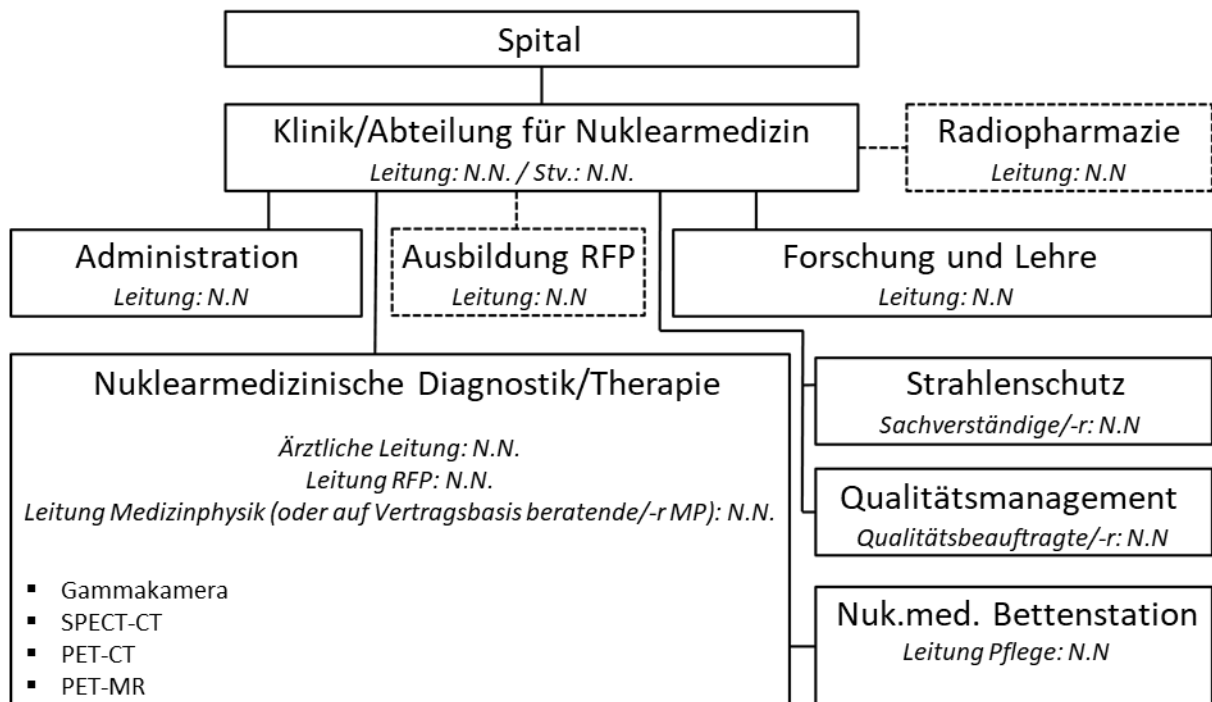 Spital
Klinik/Abteilung für Nuklearmedizin
Leitung: N.N. / Stv.: N.N.
Radiopharmazie
Leitung: N.N
Administration
Leitung: N.N
Ausbildung RFP
Leitung: N.N
Forschung und Lehre
Leitung: N.N
Nuklearmedizinische Diagnostik/Therapie
Ärztliche Leitung: N.N.
Leitung RFP: N.N.
Leitung Medizinphysik (oder auf Vertragsbasis beratende/-r MP): N.N.
▪ Gammakamera
▪ SPECT-CT
▪ PET-CT
▪ PET-MR
Strahlenschutz
Sachverständige/-r: N.N
Qualitätsmanagement
Qualitätsbeauftragte/-r: N.N
Nuk.med. Bettenstation
Leitung Pflege: N.N